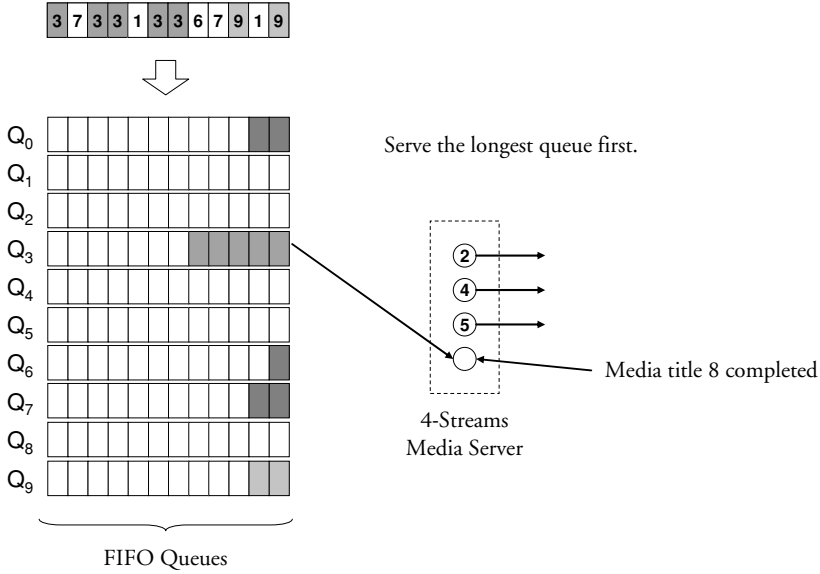 3 7 3 3 1 3 3 6 7 9 1 9
Q0
Serve the longest queue first.
Q1
Q2
Q3
2
Q4
4
Q5
5
Q6
Media title 8 completed
Q7
4-Streams
Media Server
Q8
Q9
FIFO Queues